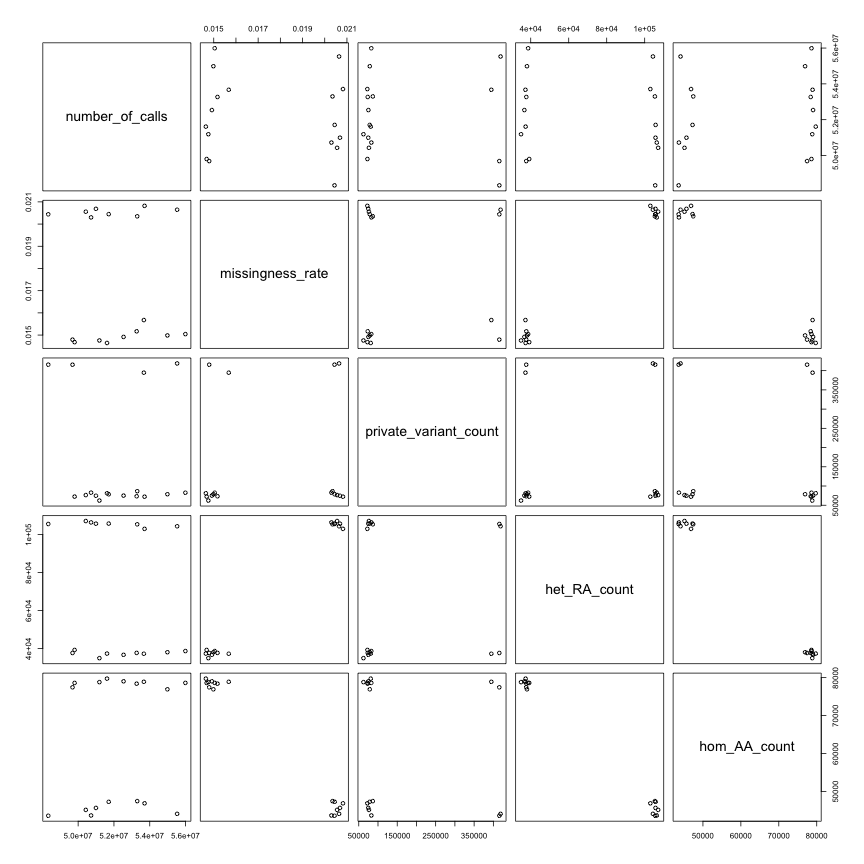 0.015 0.017 0.019 0.021
4e+04 8e+04 1e+05
number_of_calls
5.0e+07 5.2e+07 5.4e+07 5.6e+07
0.015 0.017 0.019 0.021
missingness_rate
private_variant_count
50000 150000 250000 350000
4e+04 6e+04 8e+04 1e+05
het_RA_count
hom_AA_count
50000 60000 70000 80000
5.0e+07 5.2e+07 5.4e+07 5.6e+07
50000 150000 250000 350000
50000 60000 70000 80000